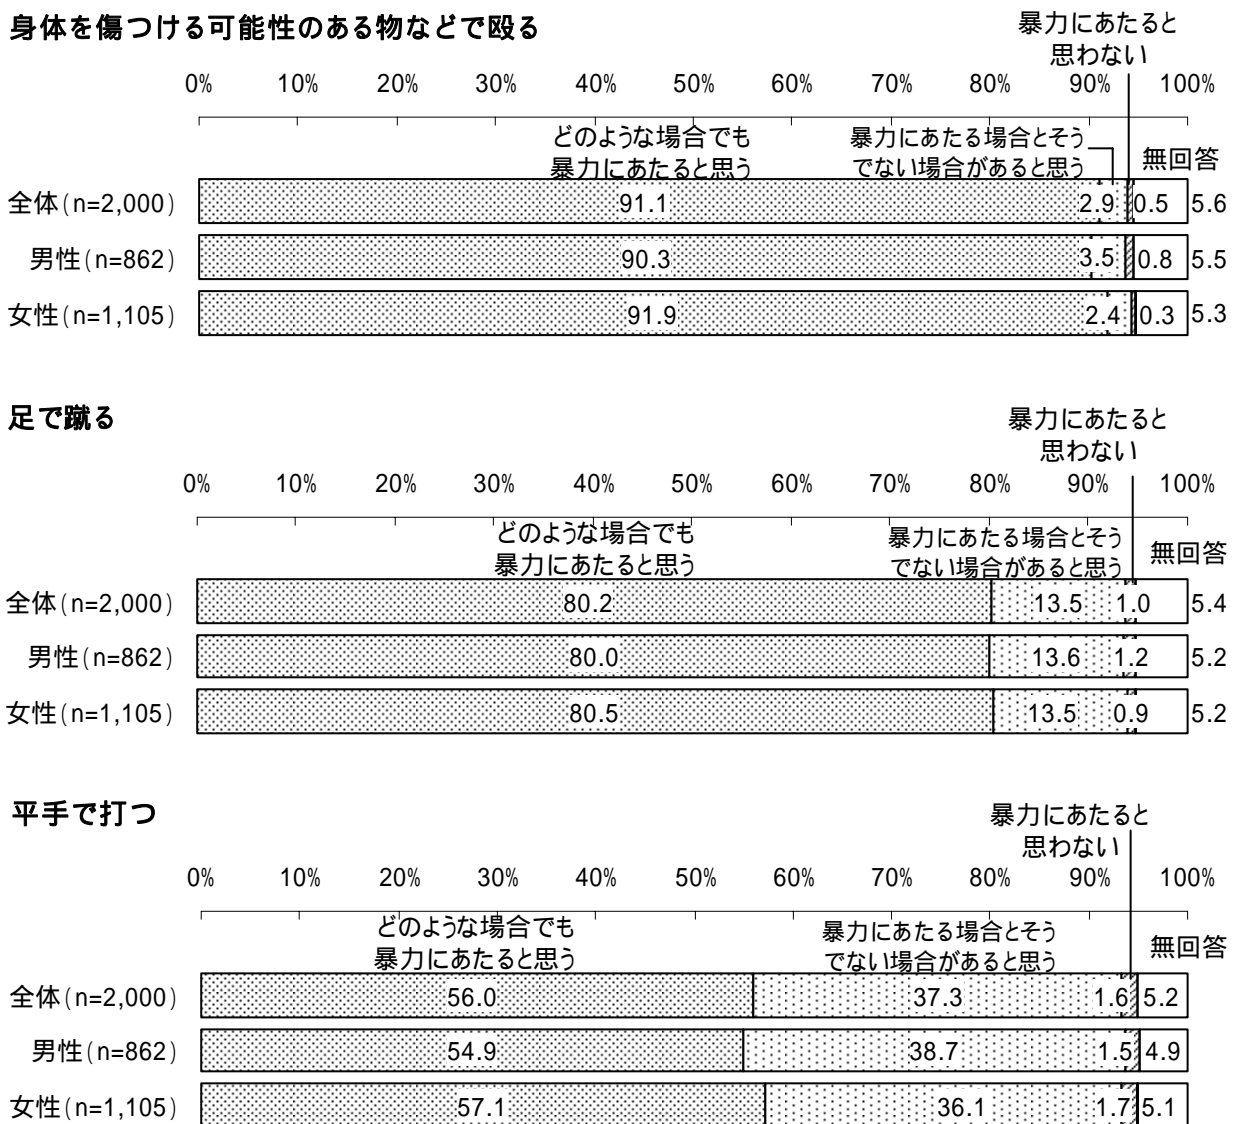 身体を傷つける可能性のある物などで殴る
暴力にあたると
思わない
0% 10% 20% 30% 40% 50% 60% 70% 80% 90% 100%
どのような場合でも
暴力にあたると思う
暴力にあたる場合とそう
でない場合があると思う
無回答
全体(n=2,000) 91.1 2.9 0.5 5.6
男性(n=862) 90.3 3.5 0.8 5.5
女性(n=1,105) 91.9 2.4 0.3 5.3
足で蹴る
暴力にあたると
思わない
0% 10% 20% 30% 40% 50% 60% 70% 80% 90% 100%
どのような場合でも
暴力にあたると思う
暴力にあたる場合とそう
でない場合があると思う
無回答
全体(n=2,000) 80.2 13.5 1.0 5.4
男性(n=862) 80.0 13.6 1.2 5.2
女性(n=1,105) 80.5 13.5 0.9 5.2
平手で打つ
暴力にあたると
思わない
0% 10% 20% 30% 40% 50% 60% 70% 80% 90% 100%
どのような場合でも
暴力にあたると思う
暴力にあたる場合とそう
でない場合があると思う
無回答
全体(n=2,000) 56.0 37.3 1.6 5.2
男性(n=862) 54.9 38.7 1.5 4.9
女性(n=1,105) 57.1 36.1 1.7 5.1